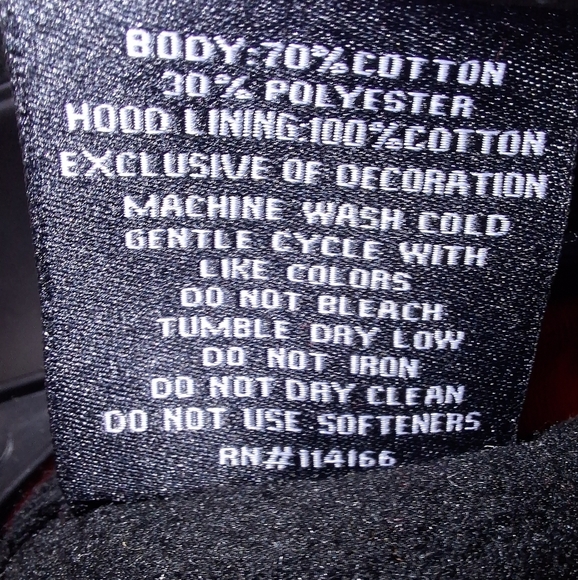 BODY:70%COTTON
30% POLYESTER
HOOD LINING:100%COTTON
EXCLUSIVE OF DECORATION
MACHINE WASH COLD
GENTLE CYCLE WITH
LIKE COLORS
DO NOT BLEACH
TUMBLE DRY LOW
DO NOT IRON
DO NOT DRY CLEAN
DO NOT USE SOFTENERS
RN#114166